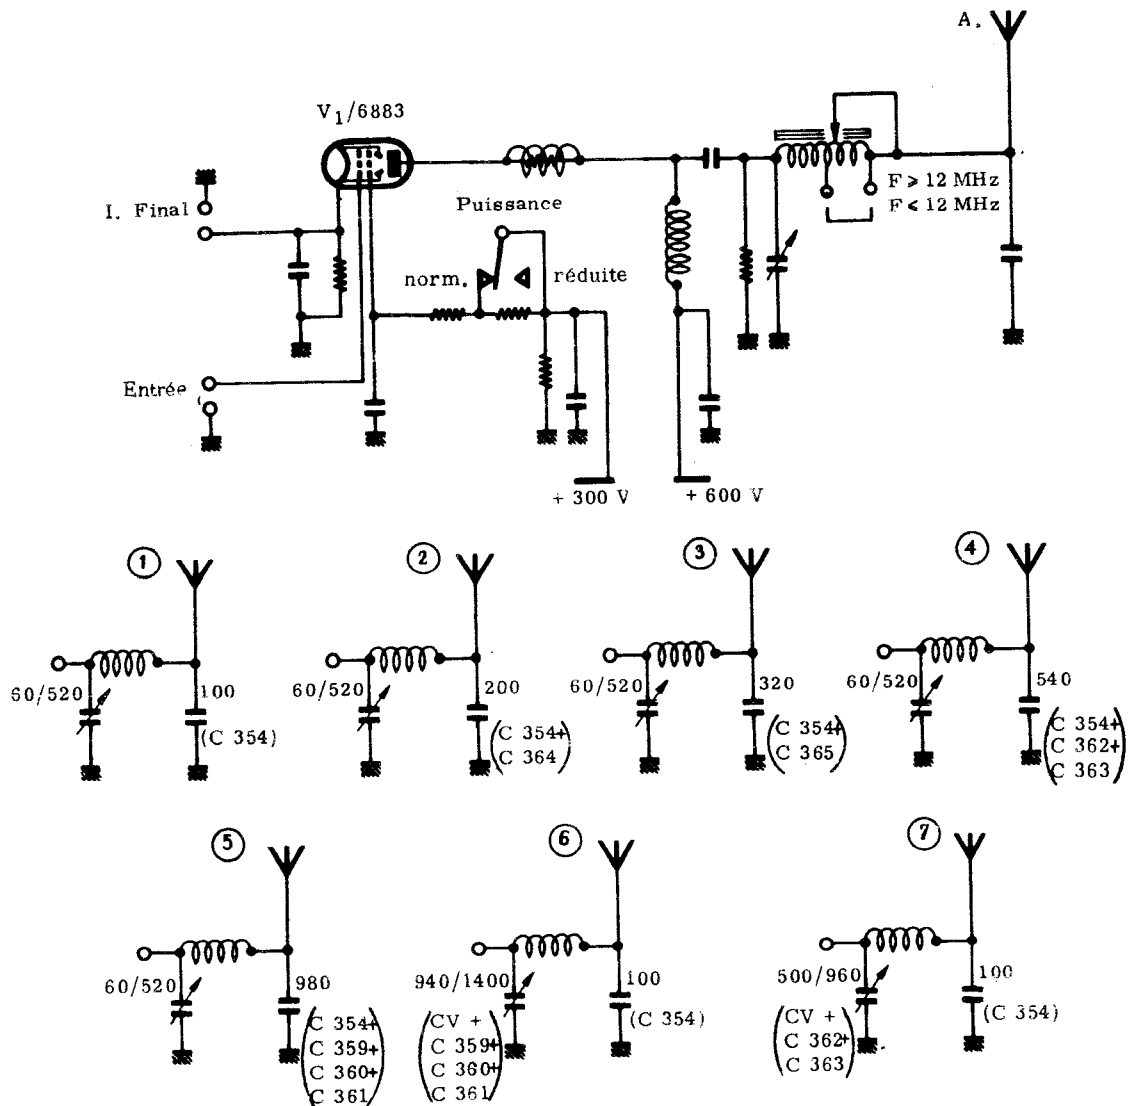 A.
V1/6883
I. Final
Puissance
F ⩾ 12 MHz
F ⩽ 12 MHz
norm.
réduite
Entrée
+ 300 V
+ 600 V
1
2
3
4
60/520
100
(C 354)
60/520
200
(C 354+
C 364)
60/520
320
(C 354+
C 365)
60/520
540
(C 354+
C 362+
C 363)
5
6
7
60/520
980
(C 354+
C 359+
C 360+
C 361)
940/1400
(CV +
C 359+
C 360+
C 361)
100
(C 354)
500/960
(CV +
C 362+
C 363)
100
(C 354)